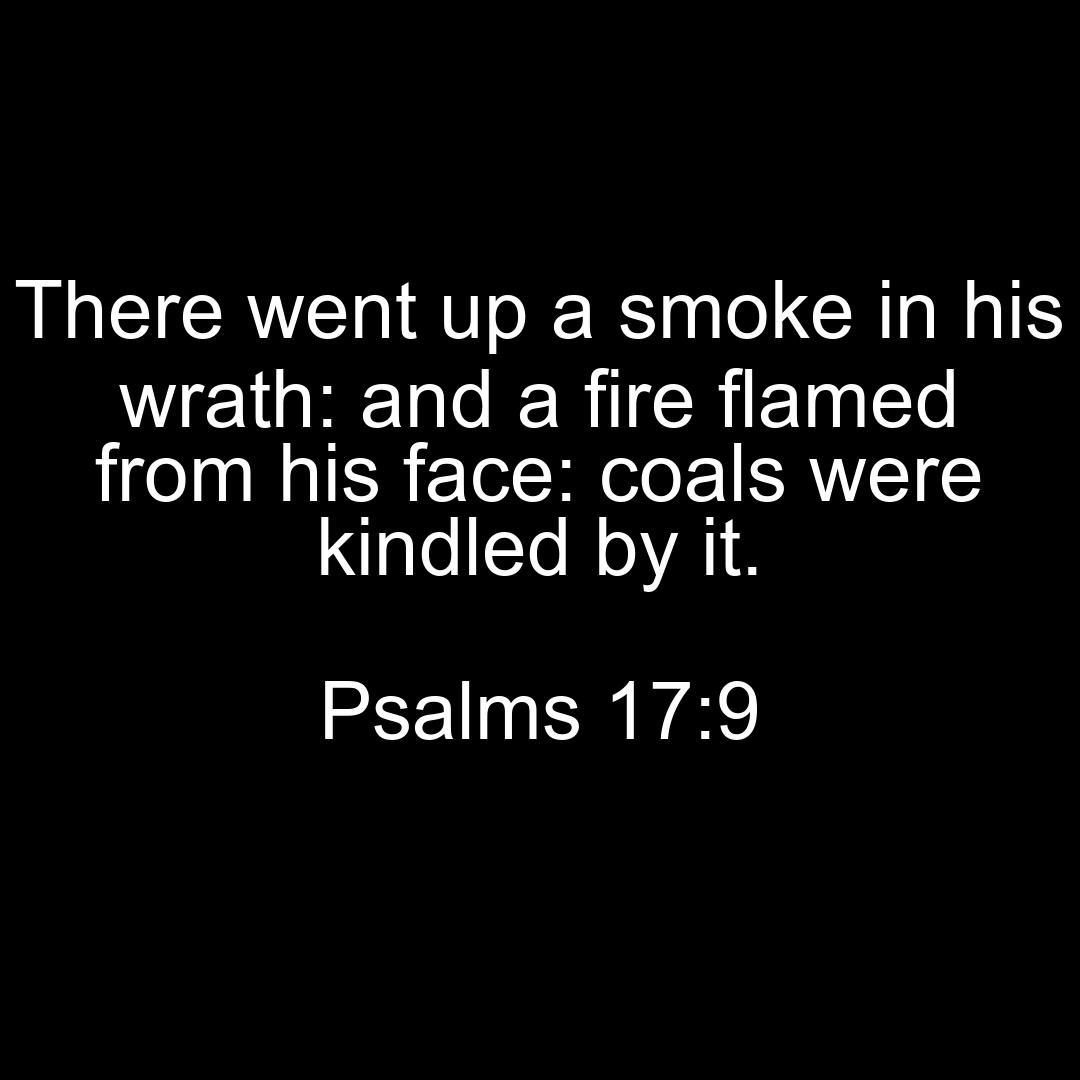 There went up a smoke in his
wrath: and a fire flamed
from his face: coals were
kindled by it.
Psalms 17:9